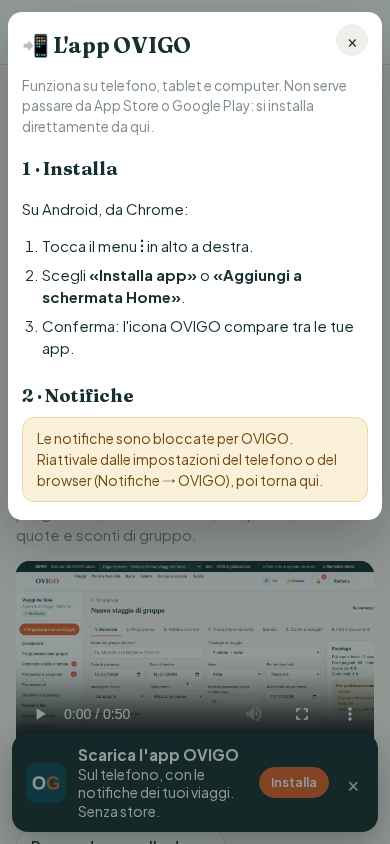 L'app OVIGO
×
Funziona su telefono, tablet e computer. Non serve
passare da App Store o Google Play: si installa
direttamente da qui.
1 · Installa
Su Android, da Chrome:
1. Tocca il menu ⋮ in alto a destra.
2. Scegli «Installa app» o «Aggiungi a
schermata Home».
3. Conferma: l'icona OVIGO compare tra le tue
app.
2 · Notifiche
Le notifiche sono bloccate per OVIGO.
Riattivale dalle impostazioni del telefono o del
browser (Notifiche → OVIGO), poi torna qui.
quote e sconti di gruppo.
OVIGO
Nuovo viaggio di gruppo
0:00 / 0:50
OG
Scarica l'app OVIGO
Sul telefono, con le
notifiche dei tuoi viaggi.
Senza store.
Installa
×